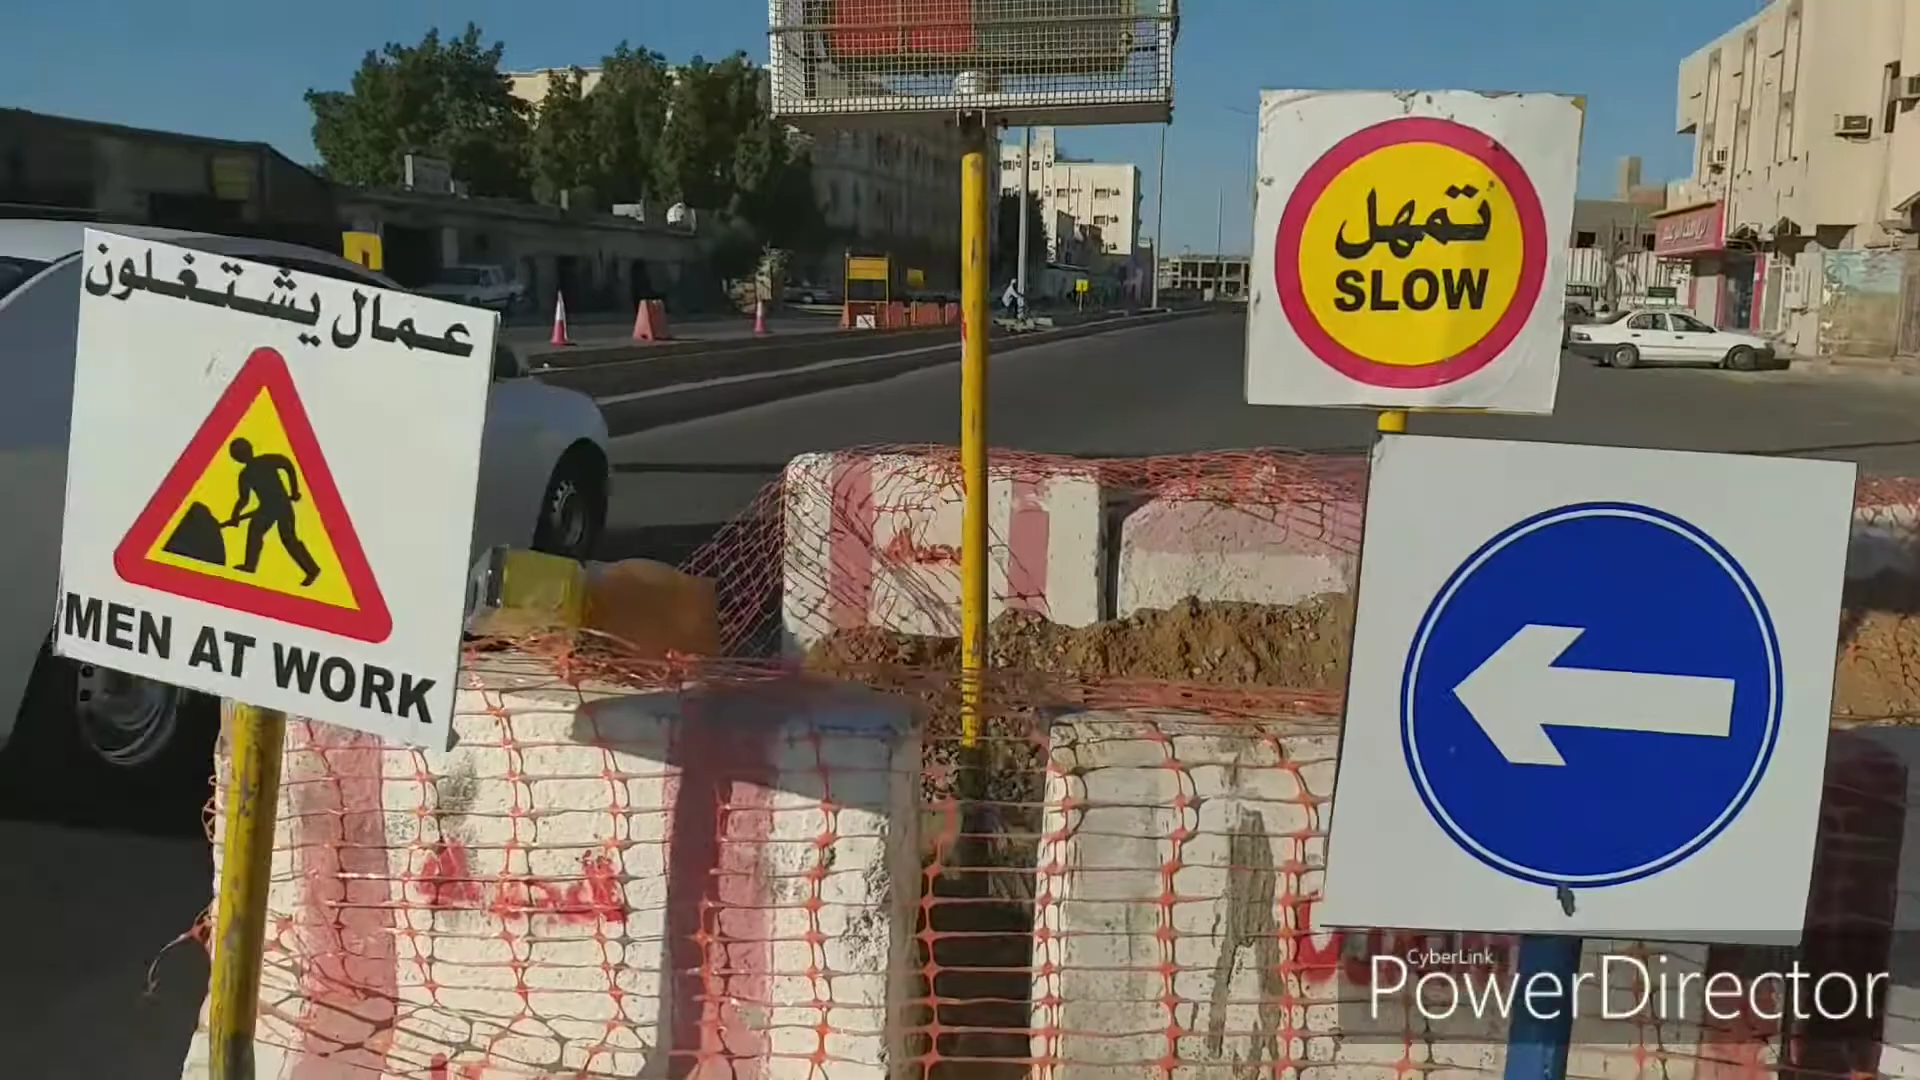 عمال يشتغلون
MEN AT WORK
تمهل
SLOW
CyberLink
PowerDirector